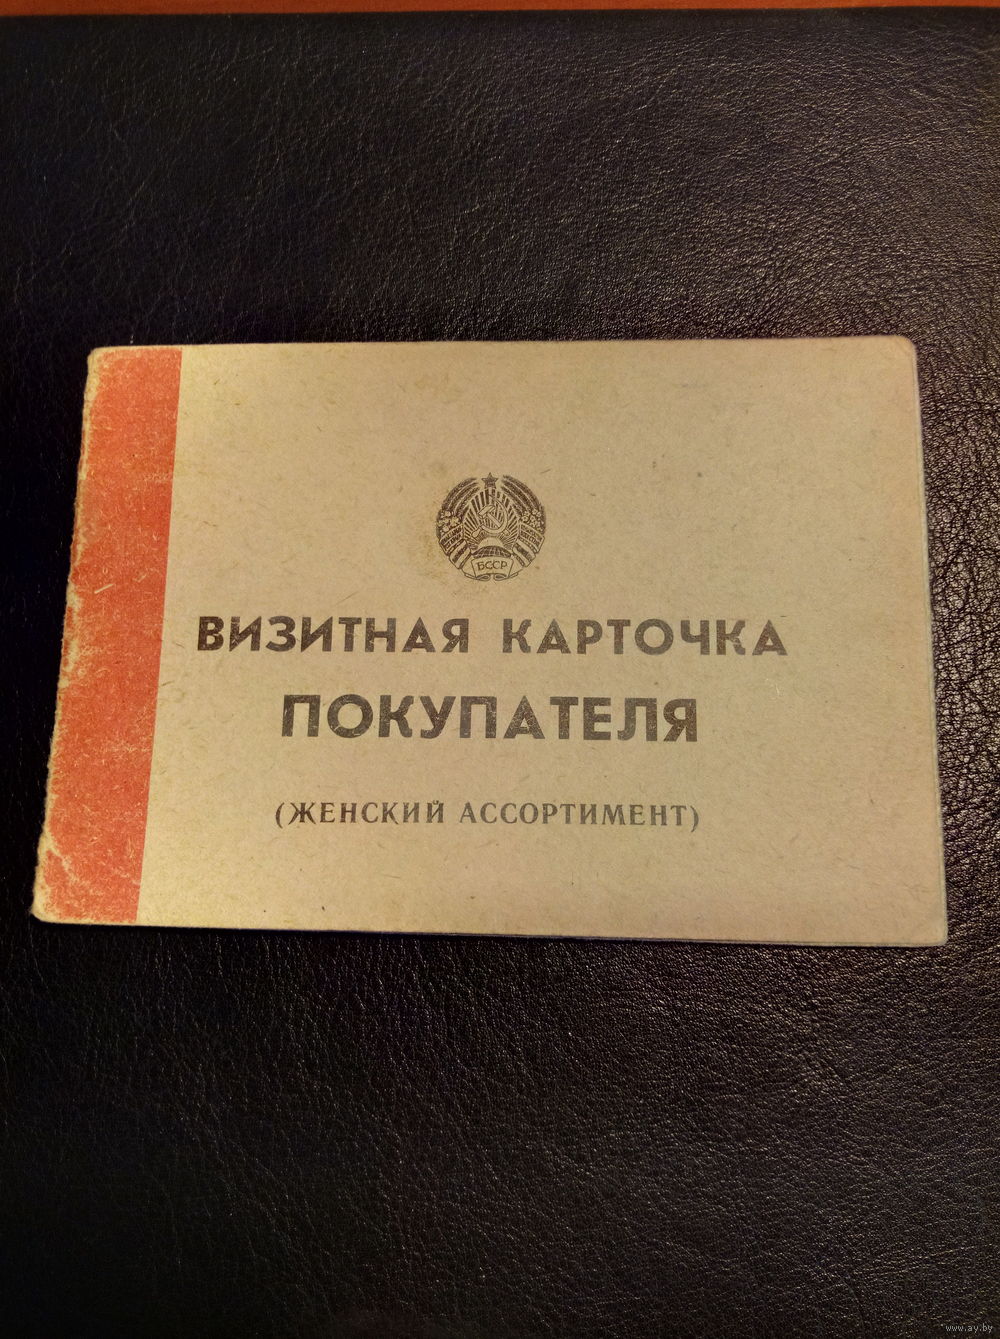 БССР
ВИЗИТНАЯ КАРТОЧКА
ПОКУПАТЕЛЯ
(ЖЕНСКИЙ АССОРТИМЕНТ)
www.ay.by